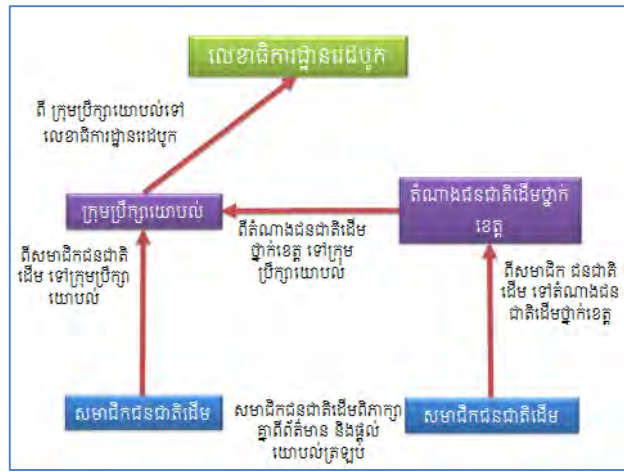 លេខាធិការដ្ឋានរេដបូក
ពី ក្រុមប្រឹក្សាយោបល់ទៅ
លេខាធិការដ្ឋានរេដបូក
ក្រុមប្រឹក្សាយោបល់
តំណាងជនជាតិដើមថ្នាក់
ខេត្ត
ពីសមាជិកជនជាតិ
ដើម ទៅក្រុមប្រឹក្សា
យោបល់
ពីតំណាងជនជាតិដើម
ថ្នាក់ខេត្ត ទៅក្រុម
ប្រឹក្សាយោបល់
ពីសមាជិក ជនជាតិ
ដើម ទៅតំណាងជន
ជាតិដើមថ្នាក់ខេត្ត
សមាជិកជនជាតិដើម
សមាជិកជនជាតិដើមពិភាក្សា
គ្នាពីព័ត៌មាន និងផ្តល់
យោបល់ត្រឡប់
សមាជិកជនជាតិដើម